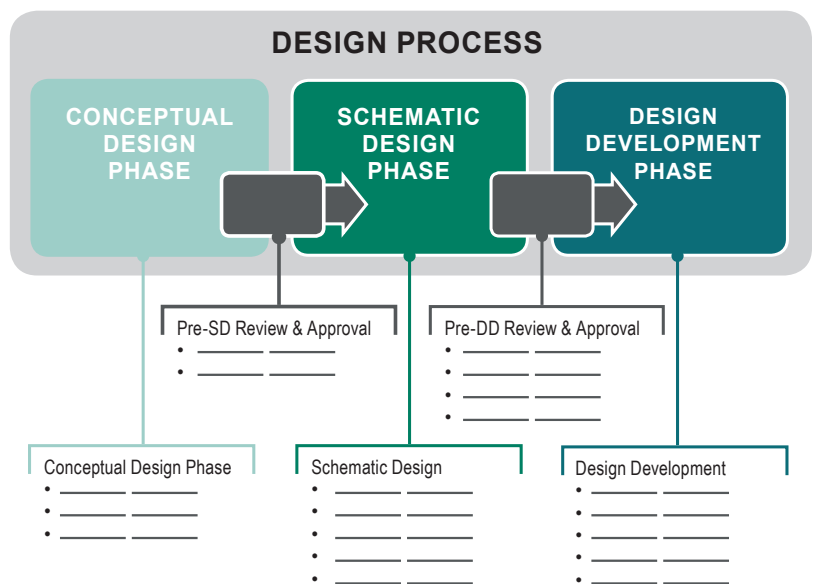 DESIGN PROCESS
CONCEPTUAL
DESIGN
PHASE
SCHEMATIC
DESIGN
PHASE
DESIGN
DEVELOPMENT
PHASE
Pre-SD Review & Approval
Pre-DD Review & Approval
Conceptual Design Phase
Schematic Design
Design Development